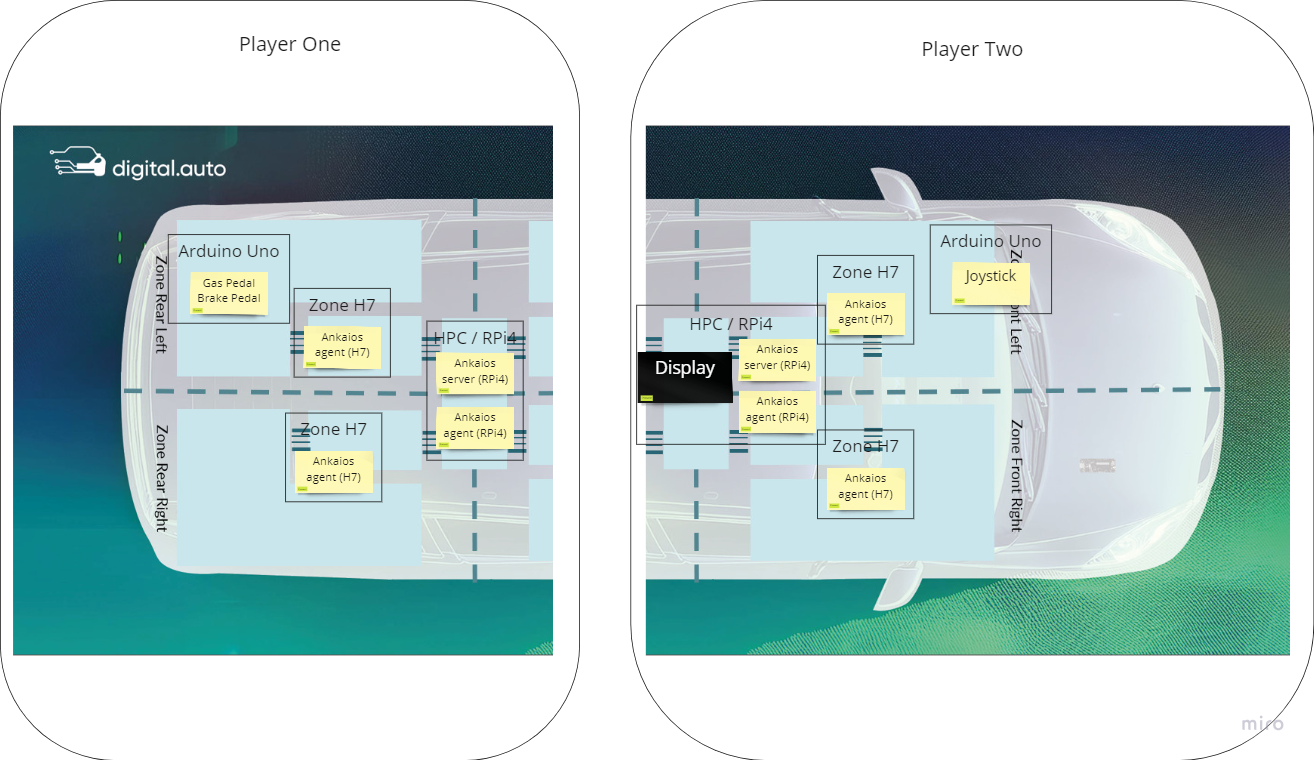 Player One
digital.auto
Zone Rear Left
Zone Rear Right
Arduino Uno
Gas Pedal
Brake Pedal
Zone H7
Ankaios
agent (H7)
Zone H7
Ankaios
agent (H7)
HPC / RPi4
Ankaios
server (RPi4)
Ankaios
agent (RPi4)
Player Two
HPC / RPi4
Display
Ankaios
server (RPi4)
Ankaios
agent (RPi4)
Zone H7
Ankaios
agent (H7)
Zone H7
Ankaios
agent (H7)
Arduino Uno
Joystick
Zone Front Right
miro